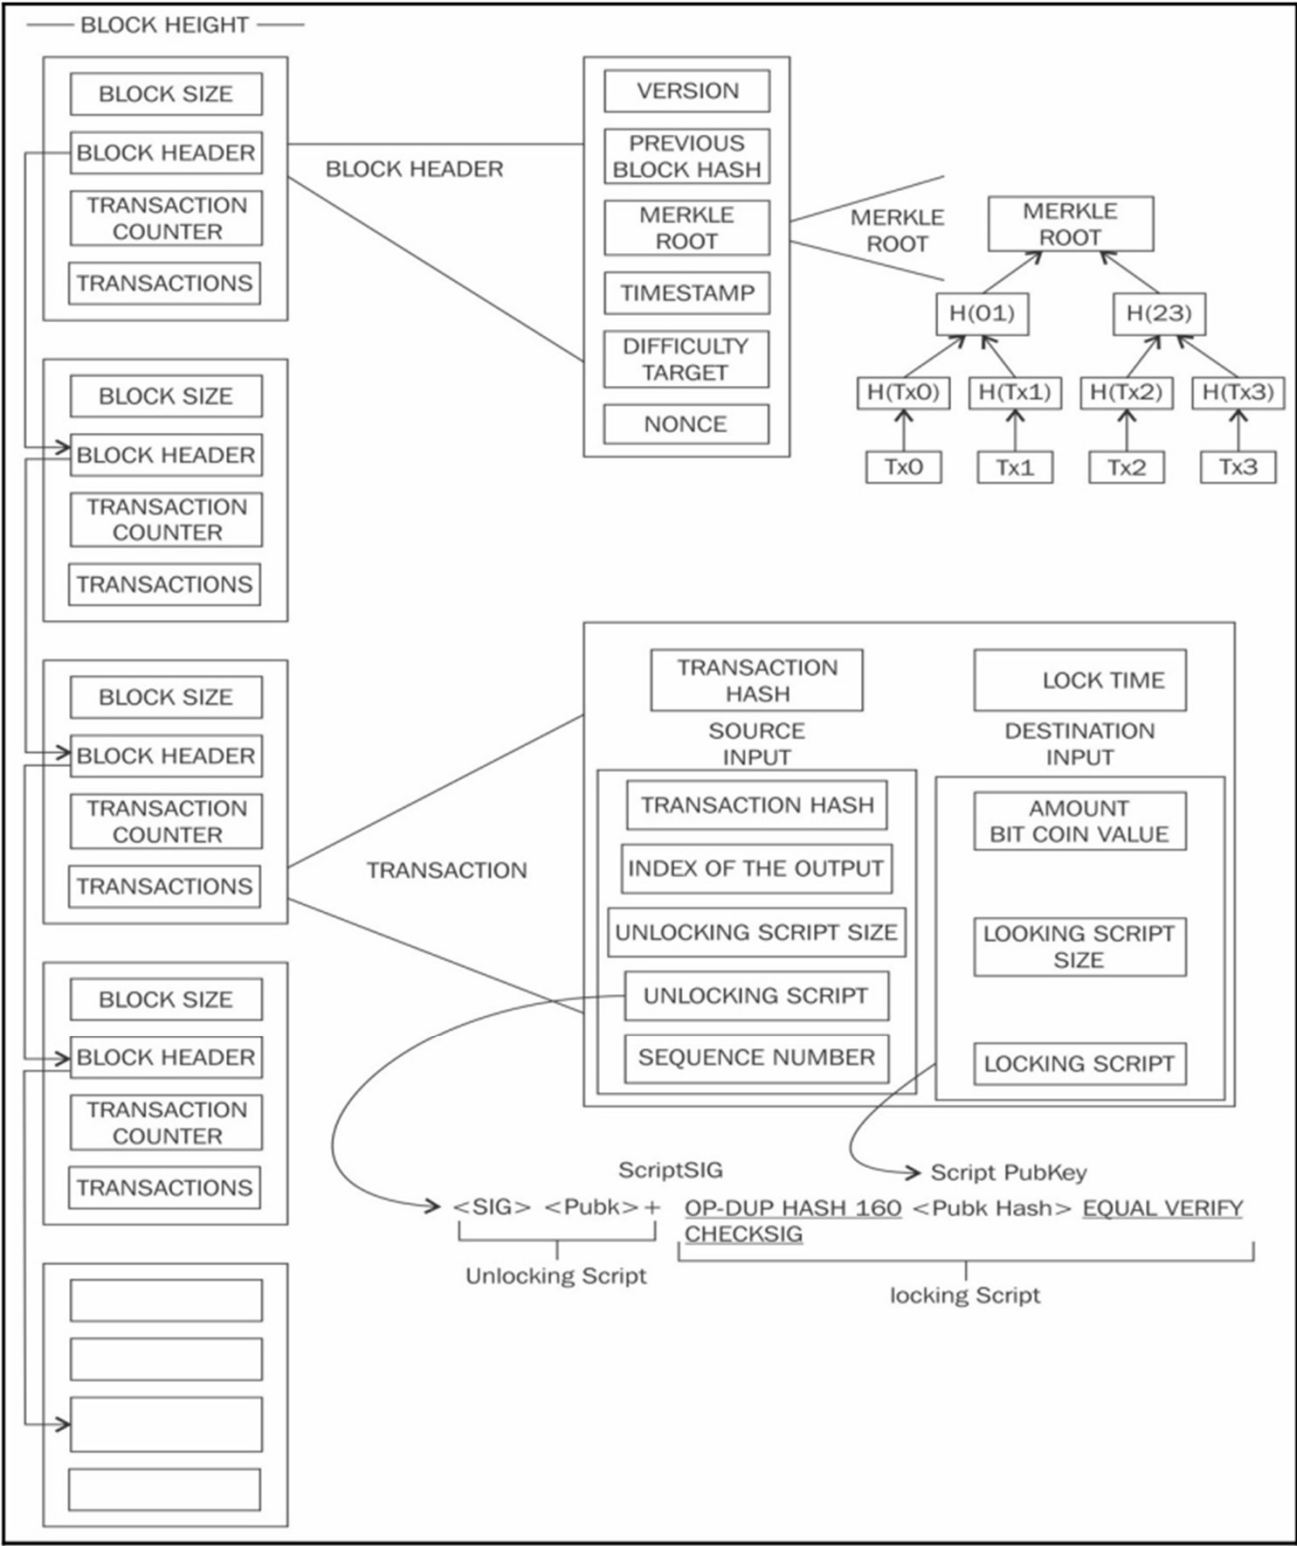 BLOCK HEIGHT
BLOCK SIZE
BLOCK HEADER
TRANSACTION
COUNTER
TRANSACTIONS
BLOCK HEADER
VERSION
PREVIOUS
BLOCK HASH
MERKLE
ROOT
TIMESTAMP
DIFFICULTY
TARGET
NONCE
MERKLE
ROOT
MERKLE
ROOT
H(01)
H(23)
H(Tx0)
H(Tx1)
H(Tx2)
H(Tx3)
Tx0
Tx1
Tx2
Tx3
BLOCK SIZE
BLOCK HEADER
TRANSACTION
COUNTER
TRANSACTIONS
BLOCK SIZE
BLOCK HEADER
TRANSACTION
COUNTER
TRANSACTIONS
TRANSACTION
TRANSACTION
HASH
LOCK TIME
SOURCE
INPUT
TRANSACTION HASH
INDEX OF THE OUTPUT
UNLOCKING SCRIPT SIZE
UNLOCKING SCRIPT
SEQUENCE NUMBER
DESTINATION
INPUT
AMOUNT
BIT COIN VALUE
LOOKING SCRIPT
SIZE
LOCKING SCRIPT
BLOCK SIZE
BLOCK HEADER
TRANSACTION
COUNTER
TRANSACTIONS
ScriptSIG
Script PubKey
<SIG> <Pubk>+ OP-DUP HASH 160 <Pubk Hash> EQUAL VERIFY
CHECKSIG
Unlocking Script
locking Script